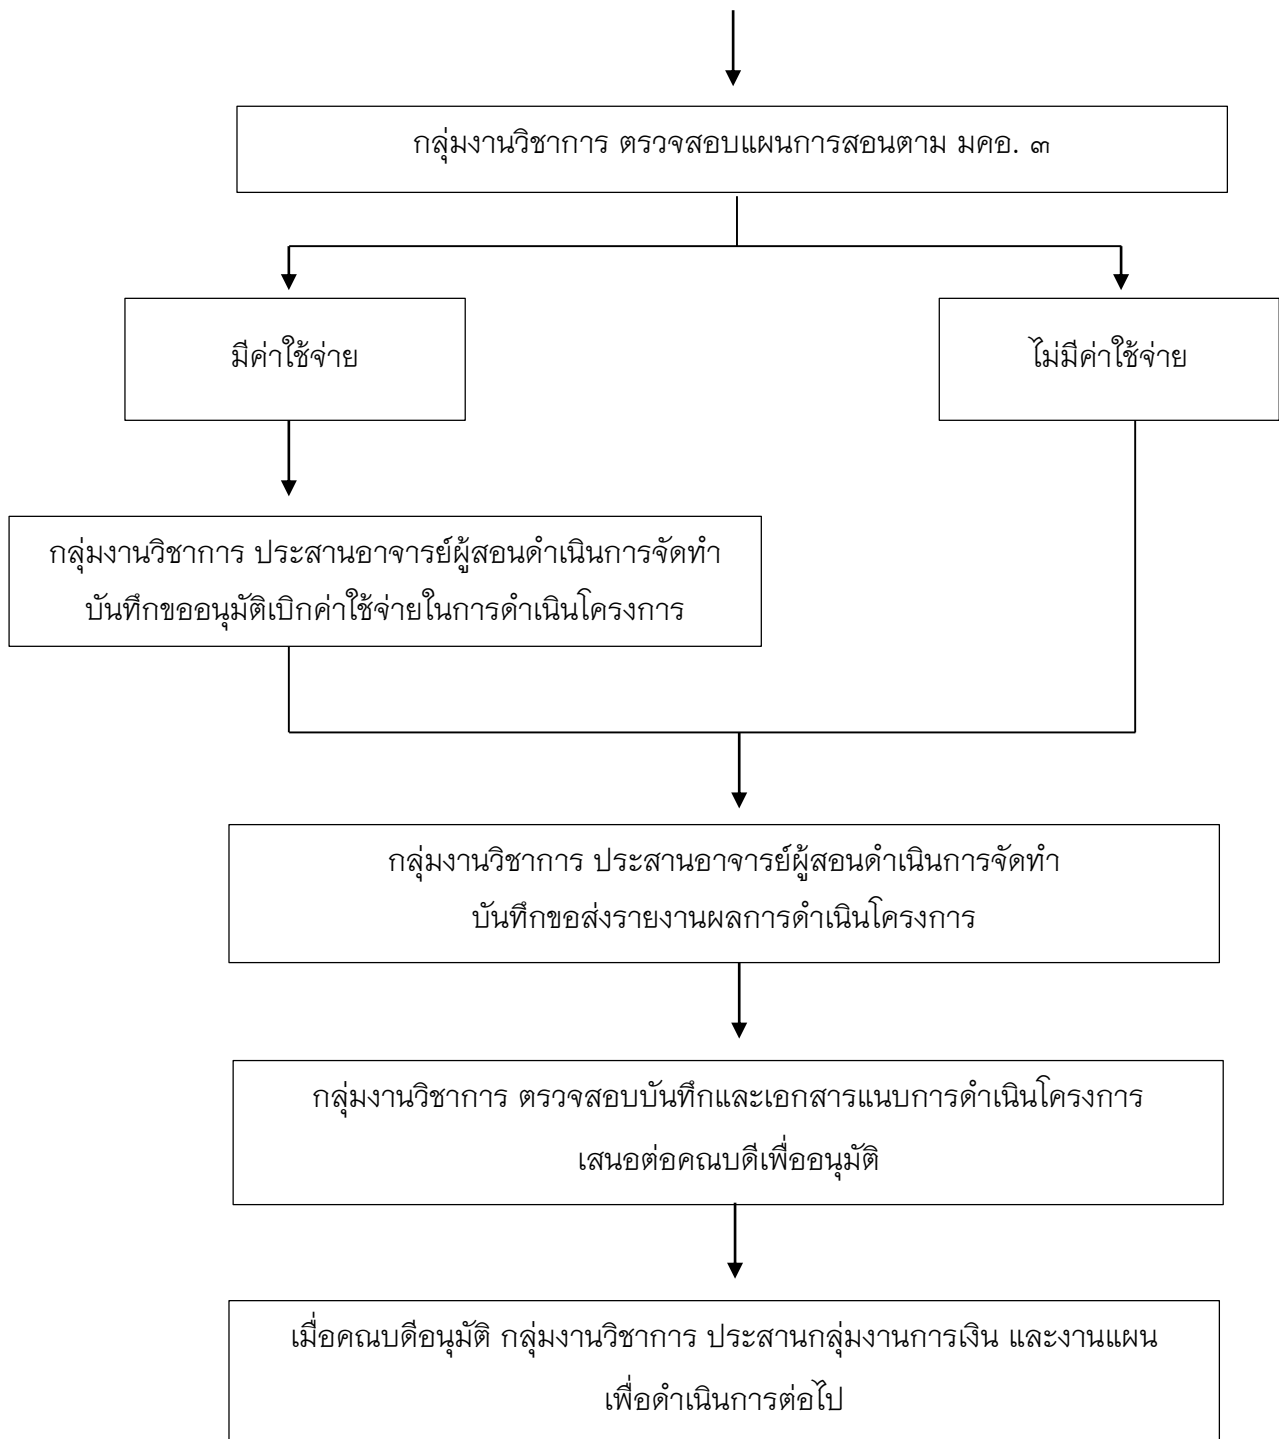 กลุ่มงานวิชาการ ตรวจสอบแผนการสอนตาม มคอ. ๓
มีค่าใช้จ่าย
ไม่มีค่าใช้จ่าย
กลุ่มงานวิชาการ ประสานอาจารย์ผู้สอนดำเนินการจัดทำ
บันทึกขออนุมัติเบิกค่าใช้จ่ายในการดำเนินโครงการ
กลุ่มงานวิชาการ ประสานอาจารย์ผู้สอนดำเนินการจัดทำ
บันทึกขอส่งรายงานผลการดำเนินโครงการ
กลุ่มงานวิชาการ ตรวจสอบบันทึกและเอกสารแนบการดำเนินโครงการ
เสนอต่อคณบดีเพื่ออนุมัติ
เมื่อคณบดีอนุมัติ กลุ่มงานวิชาการ ประสานกลุ่มงานการเงิน และงานแผน
เพื่อดำเนินการต่อไป